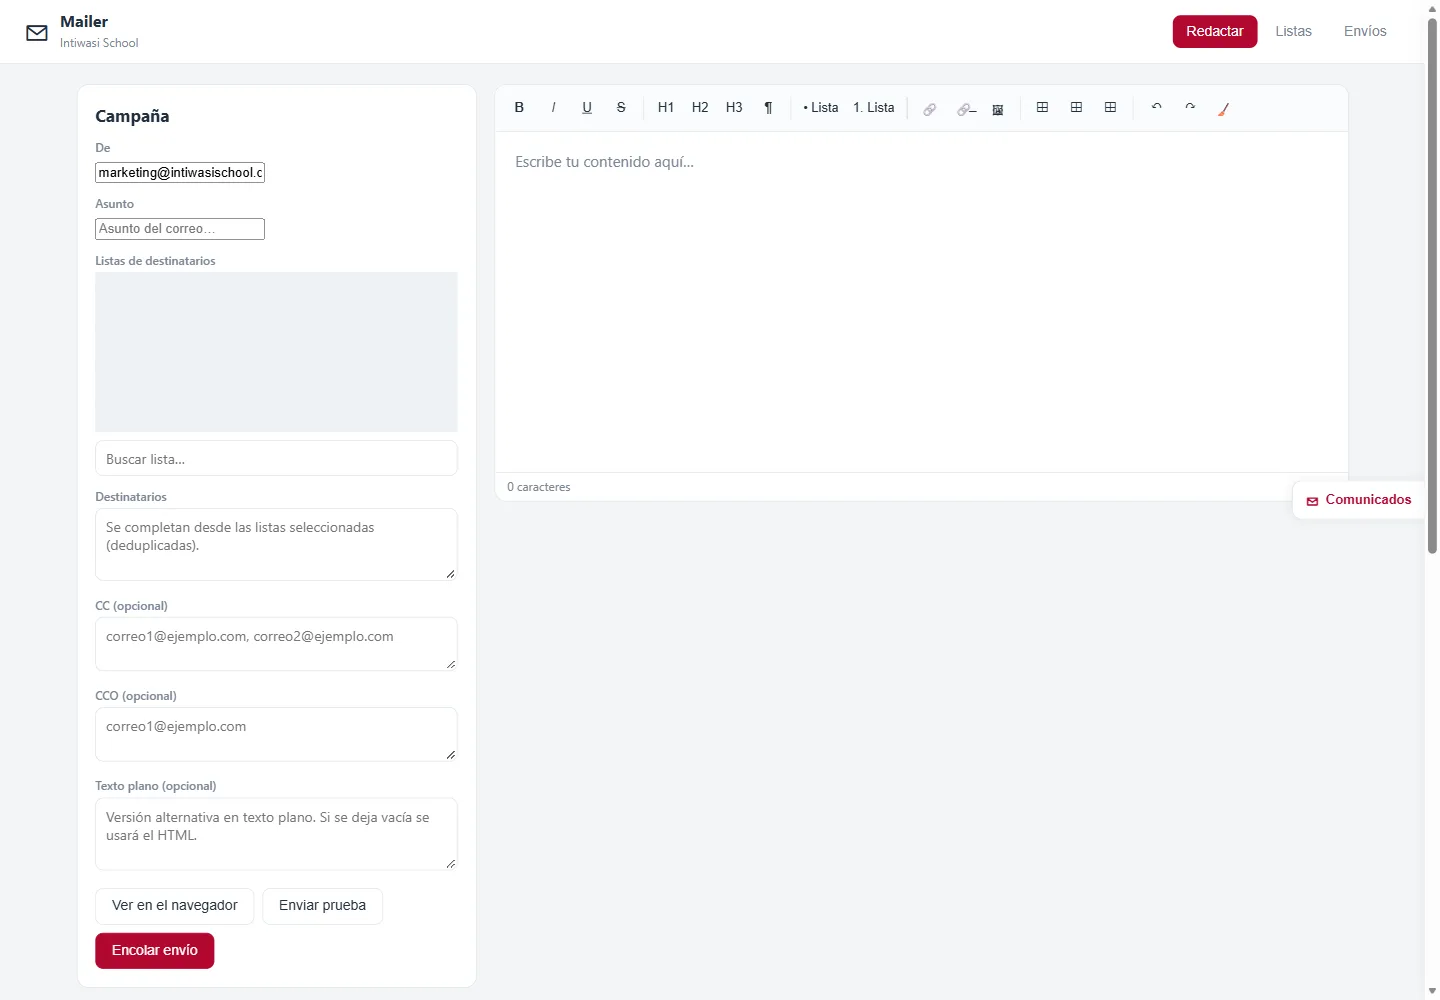 Mailer
Intiwasi School
Redactar
Listas
Envíos
Campaña
De
marketing@intiwasischool.c
Asunto
Asunto del correo…
Listas de destinatarios
Buscar lista…
Destinatarios
Se completan desde las listas seleccionadas
(deduplicadas).
CC (opcional)
correo1@ejemplo.com, correo2@ejemplo.com
CCO (opcional)
correo1@ejemplo.com
Texto plano (opcional)
Versión alternativa en texto plano. Si se deja vacía se
usará el HTML.
Ver en el navegador
Enviar prueba
Encolar envío
B I U S H1 H2 H3 ¶ • Lista 1. Lista
Escribe tu contenido aquí…
0 caracteres
Comunicados